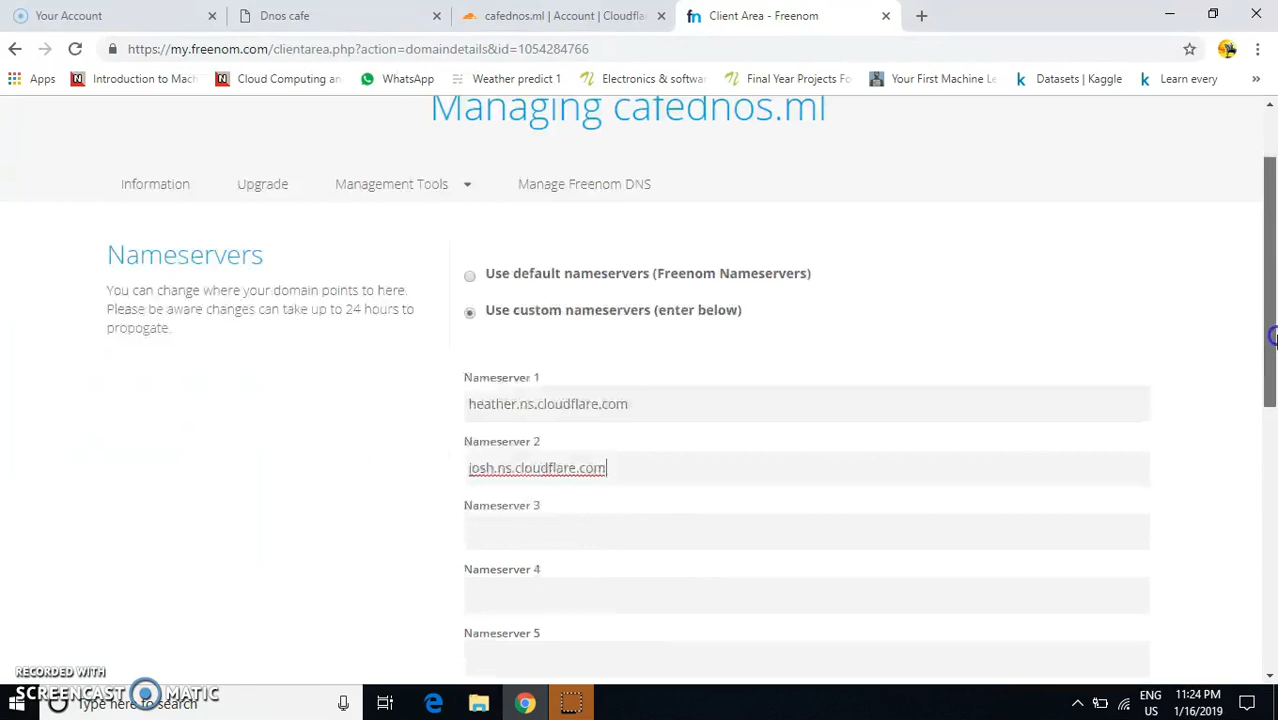 Your Account
Dnos cafe
cafednos.ml | Account | Cloudfla
fn Client Area - Freenom
https://my.freenom.com/clientarea.php?action=domaindetails&id=1054284766
Apps
Introduction to Mach
Cloud Computing an
WhatsApp
Weather predict 1
Electronics & softwa
Final Year Projects Fo
Your First Machine Le
Datasets | Kaggle
Learn every
Managing cafednos.ml
Information
Upgrade
Management Tools
Manage Freenom DNS
Nameservers
You can change where your domain points to here.
Please be aware changes can take up to 24 hours to
propogate.
Use default nameservers (Freenom Nameservers)
Use custom nameservers (enter below)
Nameserver 1
heather.ns.cloudflare.com
Nameserver 2
josh.ns.cloudflare.com
Nameserver 3
Nameserver 4
Nameserver 5
RECORDED WITH
SCREENCAST MATIC
Type here to search
ENG
US
11:24 PM
1/16/2019